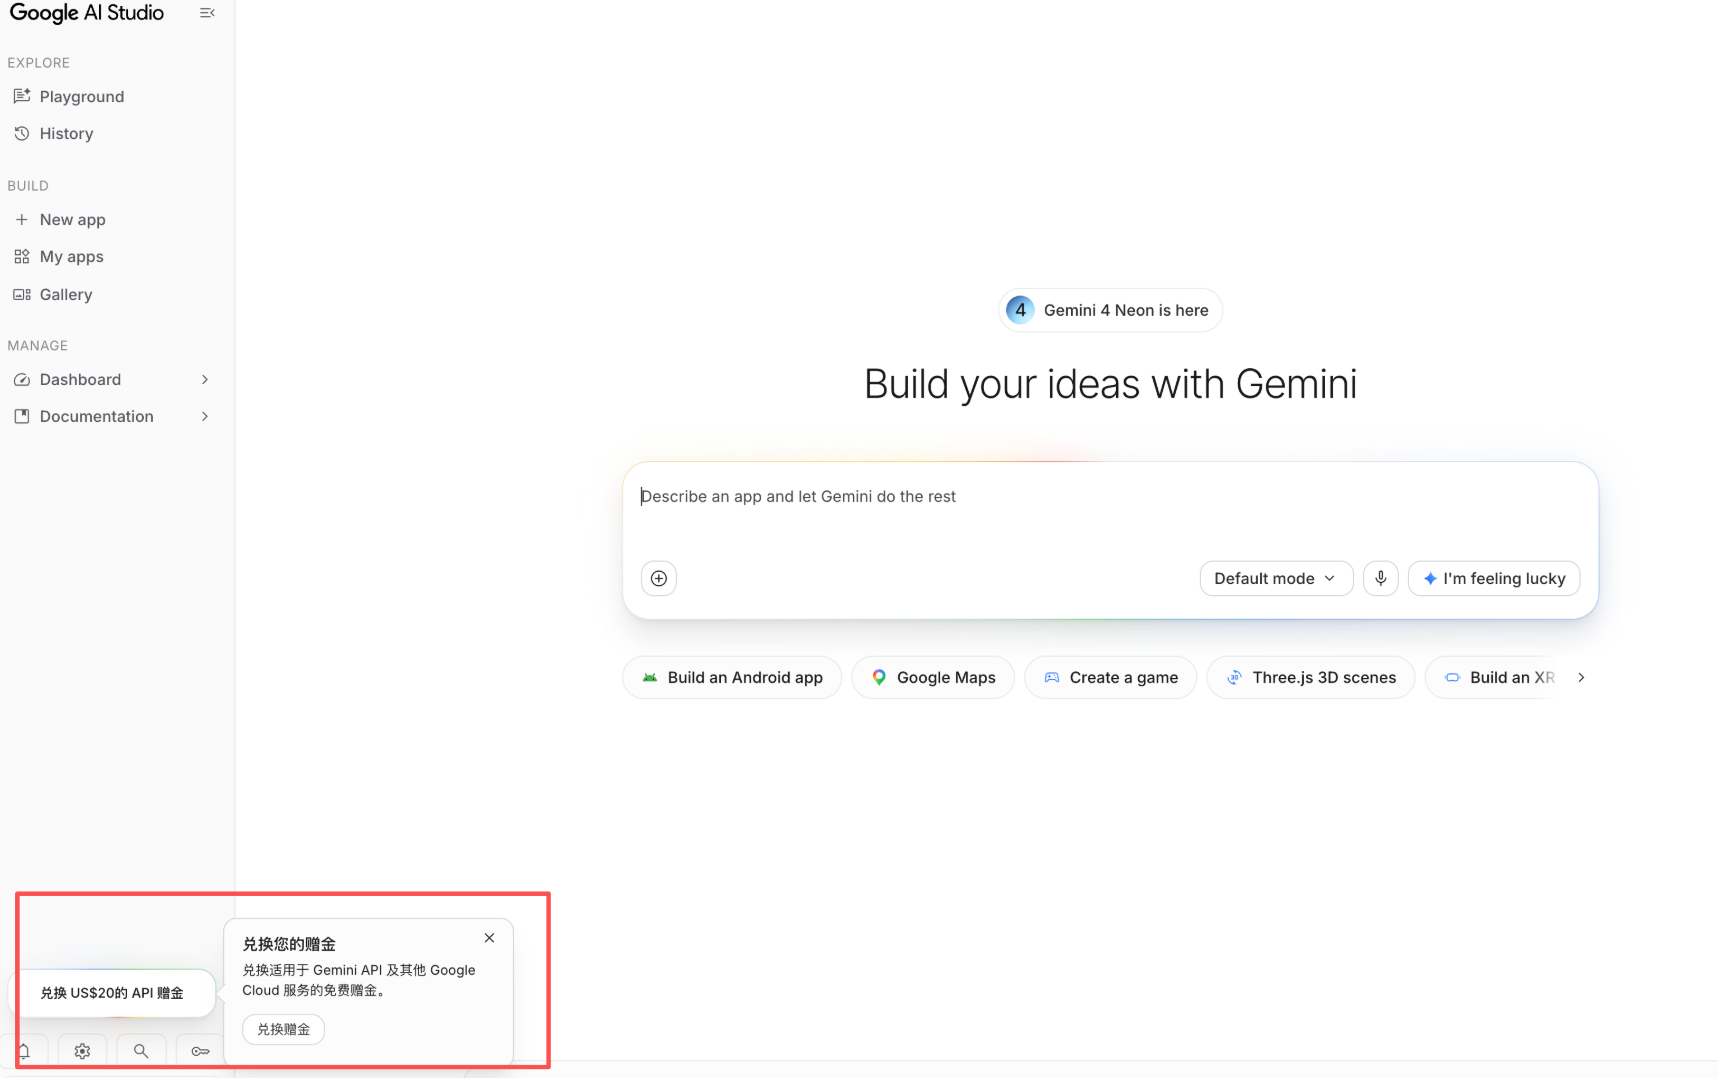 Google AI Studio
EXPLORE
Playground
History
BUILD
New app
My apps
Gallery
MANAGE
Dashboard
Documentation
4 Gemini 4 Neon is here
Build your ideas with Gemini
Describe an app and let Gemini do the rest
Default mode
I'm feeling lucky
Build an Android app
Google Maps
Create a game
3D Three.js 3D scenes
Build an XR
兑换 US$20的 API 赠金
兑换您的赠金
兑换适用于 Gemini API 及其他 Google
Cloud 服务的免费赠金。
兑换赠金